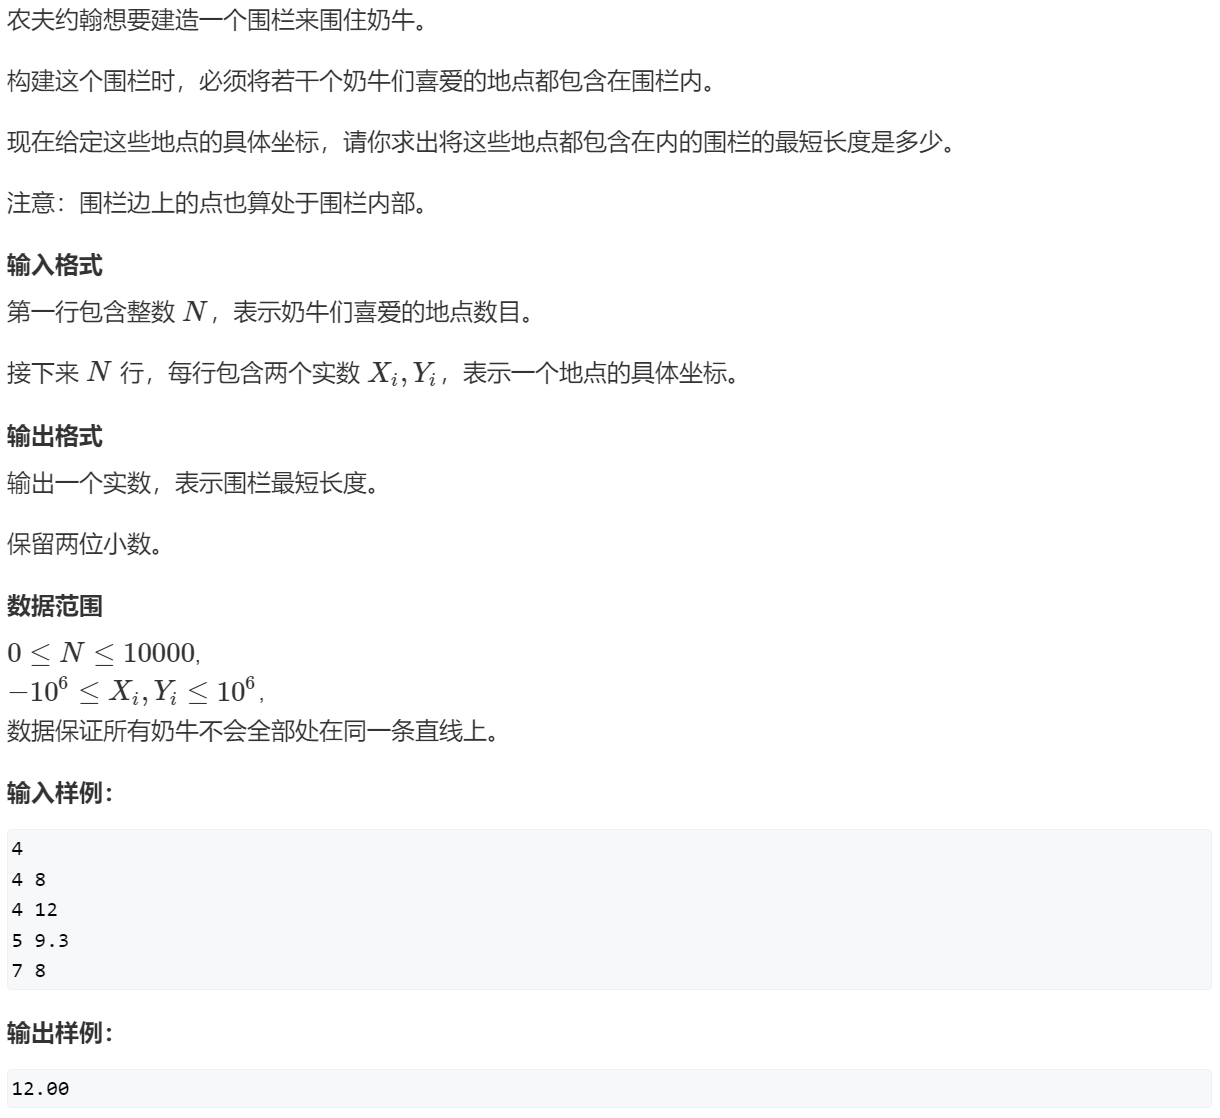 农夫约翰想要建造一个围栏来围住奶牛。
构建这个围栏时，必须将若干个奶牛们喜爱的地点都包含在围栏内。
现在给定这些地点的具体坐标，请你求出将这些地点都包含在内的围栏的最短长度是多少。
注意：围栏边上的点也算处于围栏内部。
输入格式
第一行包含整数 N，表示奶牛们喜爱的地点数目。
接下来 N 行，每行包含两个实数 X_i, Y_i，表示一个地点的具体坐标。
输出格式
输出一个实数，表示围栏最短长度。
保留两位小数。
数据范围
0 ≤ N ≤ 10000,
−10^6 ≤ X_i, Y_i ≤ 10^6,
数据保证所有奶牛不会全部处在同一条直线上。
输入样例：
4
4 8
4 12
5 9.3
7 8
输出样例：
12.00